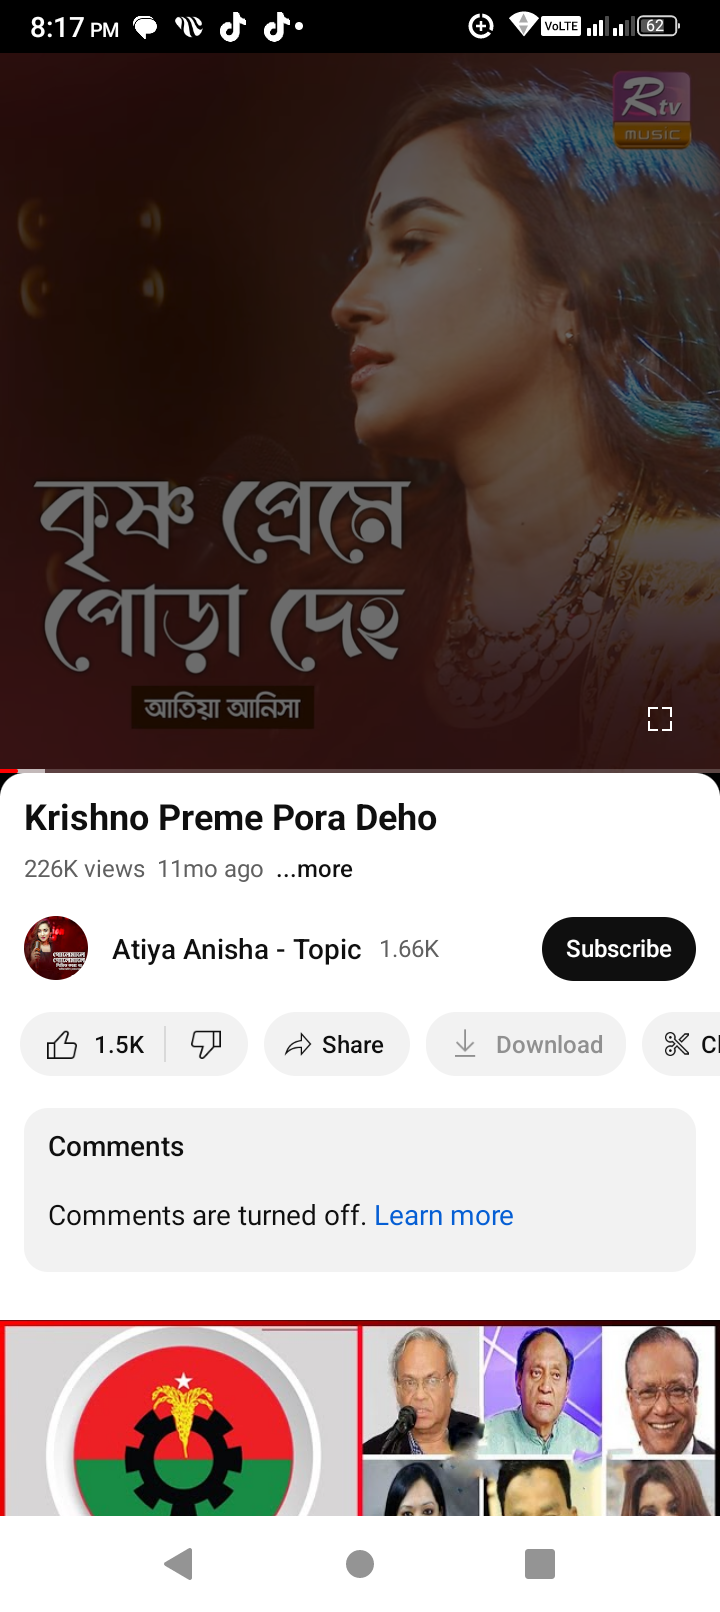 8:17 PM
VoLTE
62
Rtv
MUSIC
কৃষ্ণ প্রেমে
পোড়া দেহ
আতিয়া আনিসা
Krishno Preme Pora Deho
226K views 11mo ago ...more
Atiya Anisha - Topic 1.66K
Subscribe
1.5K
Share
Download
Cl
Comments
Comments are turned off. Learn more